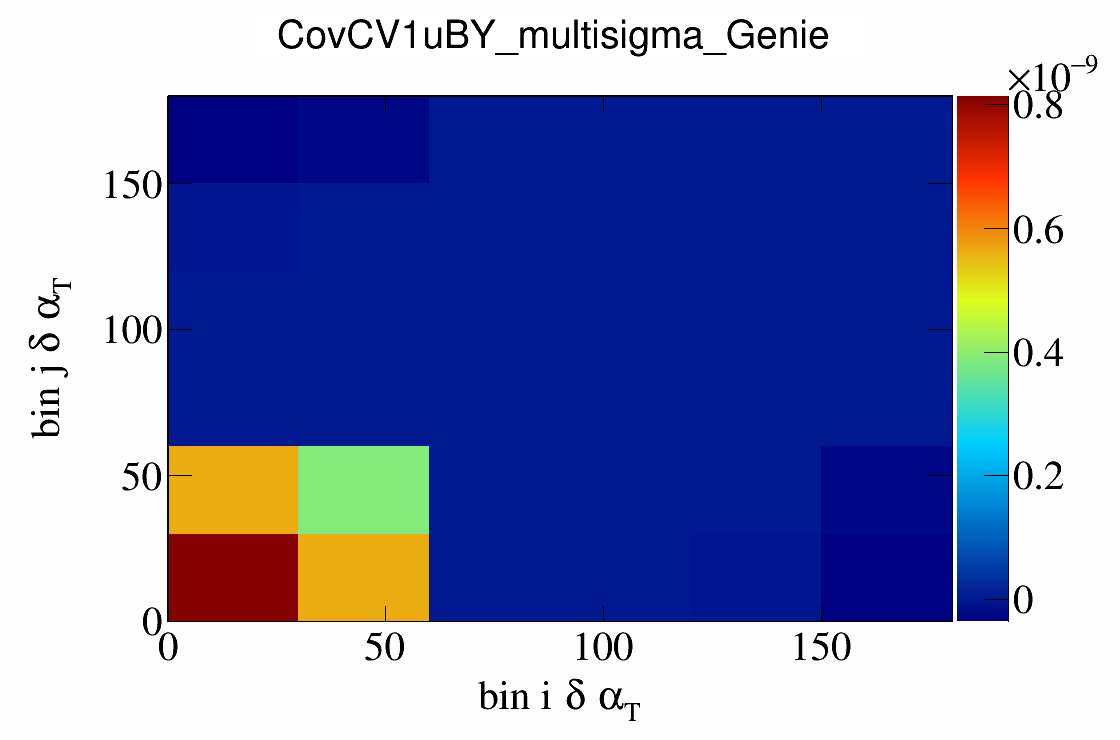 CovCV1uBY_multisigma_Genie
×10⁻⁹
0.8
0.6
0.4
0.2
0
150
100
50
0
bin j δ α_T
0 50 100 150
bin i δ α_T